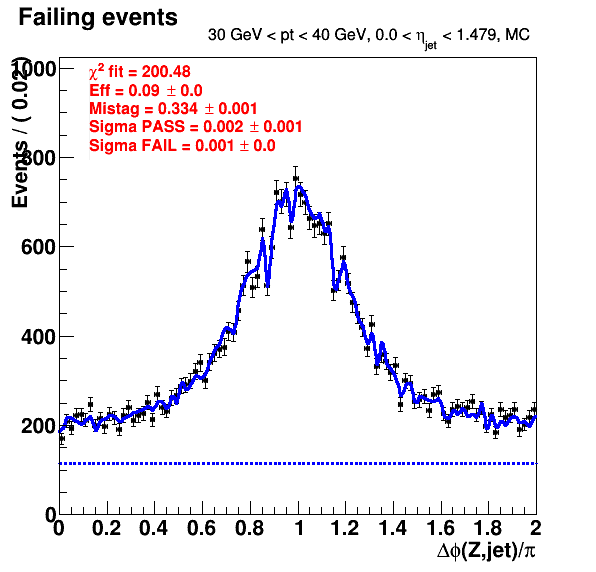 Failing events
30 GeV < pt < 40 GeV, 0.0 < ηjet < 1.479, MC
Events / ( 0.02 )
1000
800
600
400
200
0
χ² fit = 200.48
Eff = 0.09 ± 0.0
Mistag = 0.334 ± 0.001
Sigma PASS = 0.002 ± 0.001
Sigma FAIL = 0.001 ± 0.0
0 0.2 0.4 0.6 0.8 1 1.2 1.4 1.6 1.8 2
Δϕ(Z,jet)/π